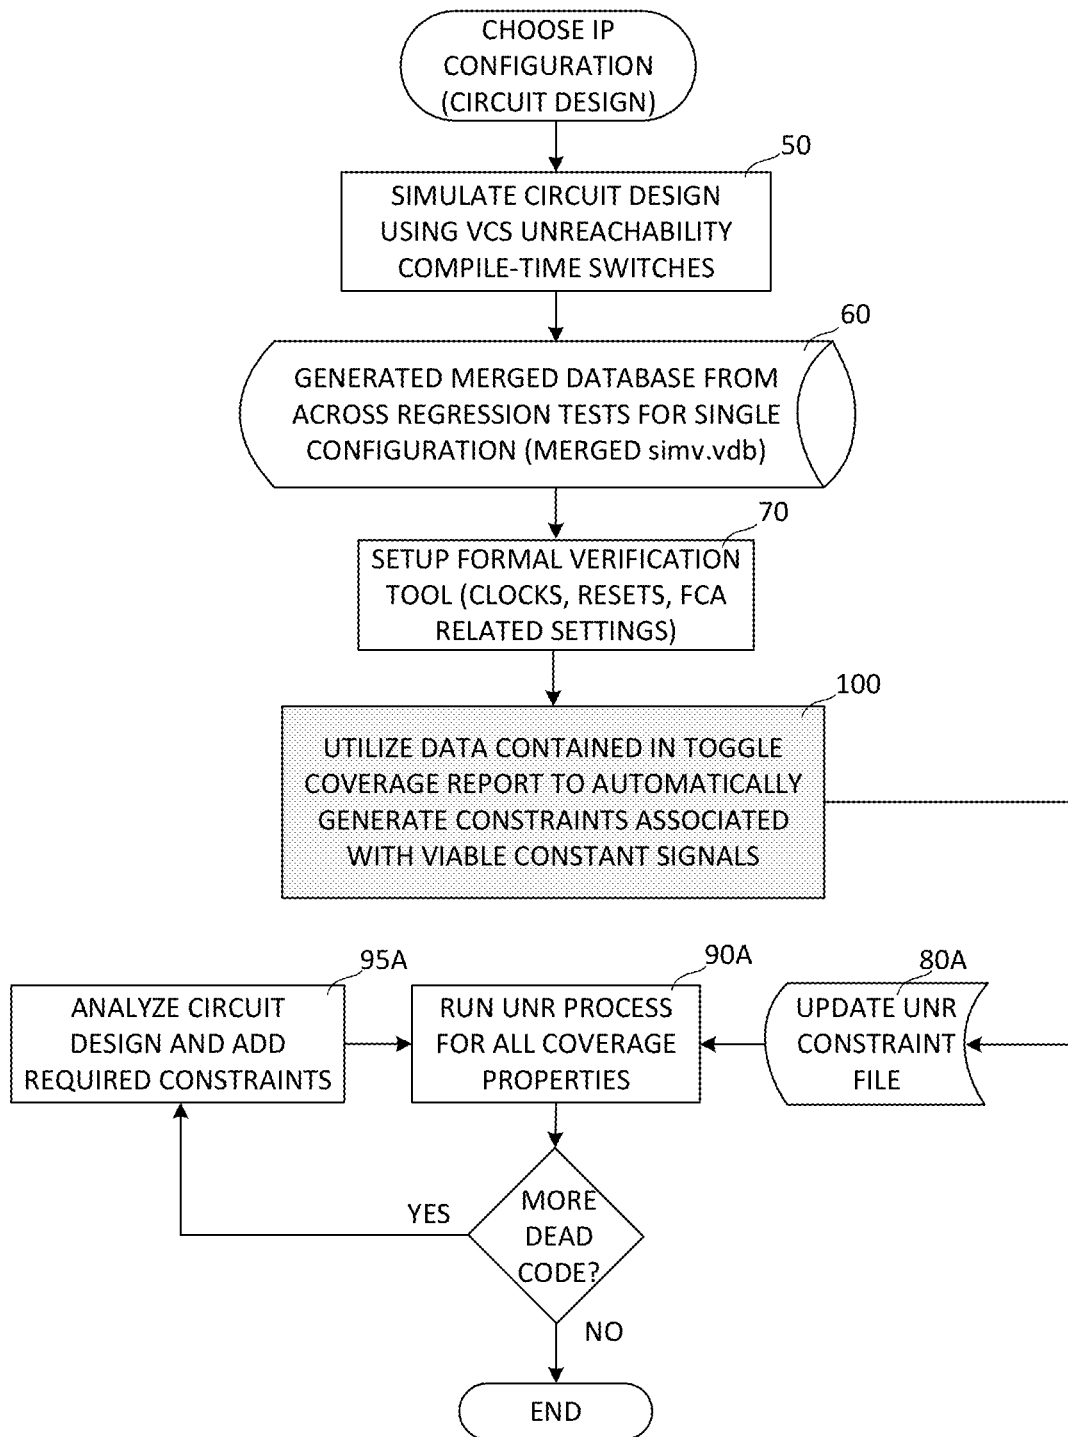 CHOOSE IP
CONFIGURATION
(CIRCUIT DESIGN)
50
SIMULATE CIRCUIT DESIGN
USING VCS UNREACHABILITY
COMPILE-TIME SWITCHES
60
GENERATED MERGED DATABASE FROM
ACROSS REGRESSION TESTS FOR SINGLE
CONFIGURATION (MERGED simv.vdb)
70
SETUP FORMAL VERIFICATION
TOOL (CLOCKS, RESETS, FCA
RELATED SETTINGS)
100
UTILIZE DATA CONTAINED IN TOGGLE
COVERAGE REPORT TO AUTOMATICALLY
GENERATE CONSTRAINTS ASSOCIATED
WITH VIABLE CONSTANT SIGNALS
95A
ANALYZE CIRCUIT
DESIGN AND ADD
REQUIRED CONSTRAINTS
90A
RUN UNR PROCESS
FOR ALL COVERAGE
PROPERTIES
80A
UPDATE UNR
CONSTRAINT
FILE
YES
MORE
DEAD
CODE?
NO
END